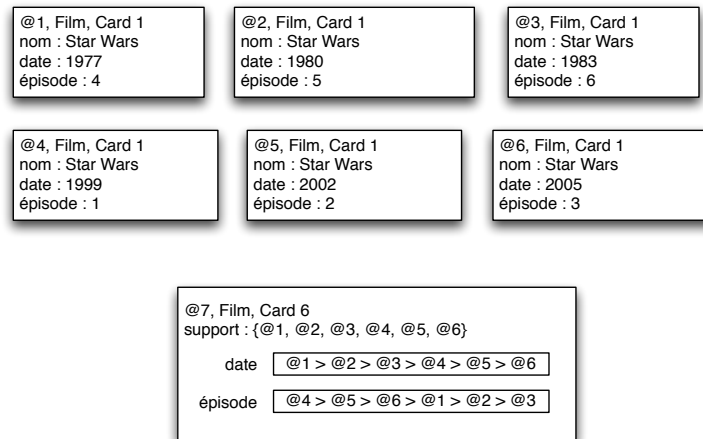 @1, Film, Card 1
nom : Star Wars
date : 1977
épisode : 4
@2, Film, Card 1
nom : Star Wars
date : 1980
épisode : 5
@3, Film, Card 1
nom : Star Wars
date : 1983
épisode : 6
@4, Film, Card 1
nom : Star Wars
date : 1999
épisode : 1
@5, Film, Card 1
nom : Star Wars
date : 2002
épisode : 2
@6, Film, Card 1
nom : Star Wars
date : 2005
épisode : 3
@7, Film, Card 6
support : {@1, @2, @3, @4, @5, @6}
date @1 > @2 > @3 > @4 > @5 > @6
épisode @4 > @5 > @6 > @1 > @2 > @3